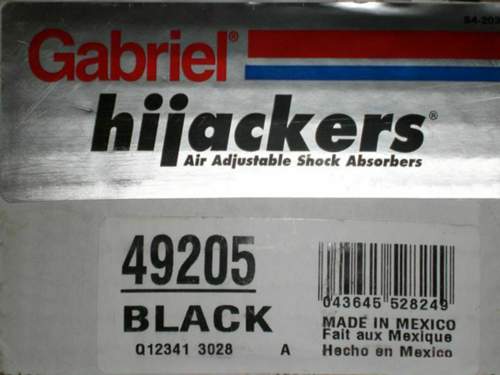 Gabriel®
hijackers®
Air Adjustable Shock Absorbers
49205
BLACK
Q12341 3028 A
043645 528249
MADE IN MEXICO
Fait aux Mexique
Hecho en Mexico